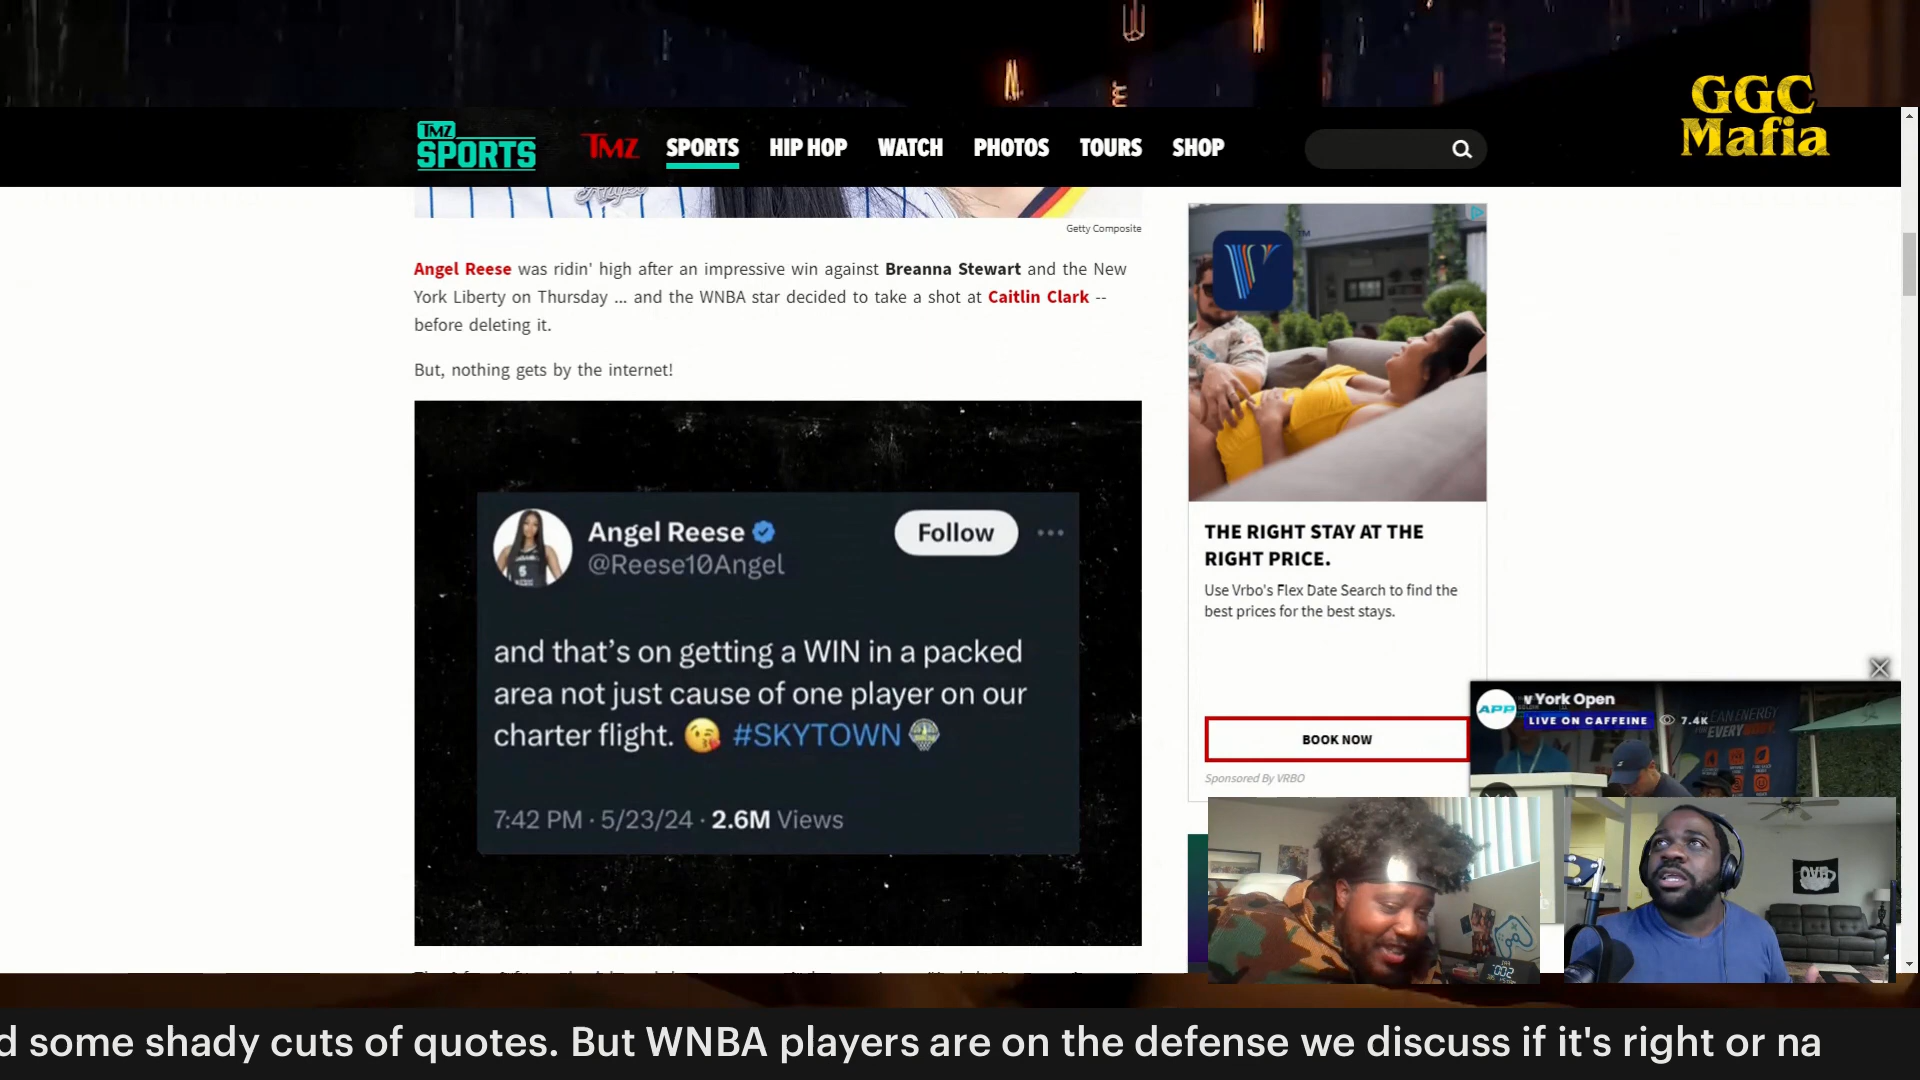 GGC
Mafia
TMZ
SPORTS
TMZ SPORTS HIP HOP WATCH PHOTOS TOURS SHOP
Getty Composite
Angel Reese was ridin' high after an impressive win against Breanna Stewart and the New
York Liberty on Thursday ... and the WNBA star decided to take a shot at Caitlin Clark --
before deleting it.
But, nothing gets by the internet!
Angel Reese
@Reese10Angel
Follow
and that's on getting a WIN in a packed
area not just cause of one player on our
charter flight. 😘 #SKYTOWN
7:42 PM · 5/23/24 · 2.6M Views
THE RIGHT STAY AT THE
RIGHT PRICE.
Use Vrbo's Flex Date Search to find the
best prices for the best stays.
BOOK NOW
Sponsored By VRBO
APP
York Open
LIVE ON CAFFEINE 7.4K
CLEAN ENERGY
EVERY
OVO
d some shady cuts of quotes. But WNBA players are on the defense we discuss if it's right or na